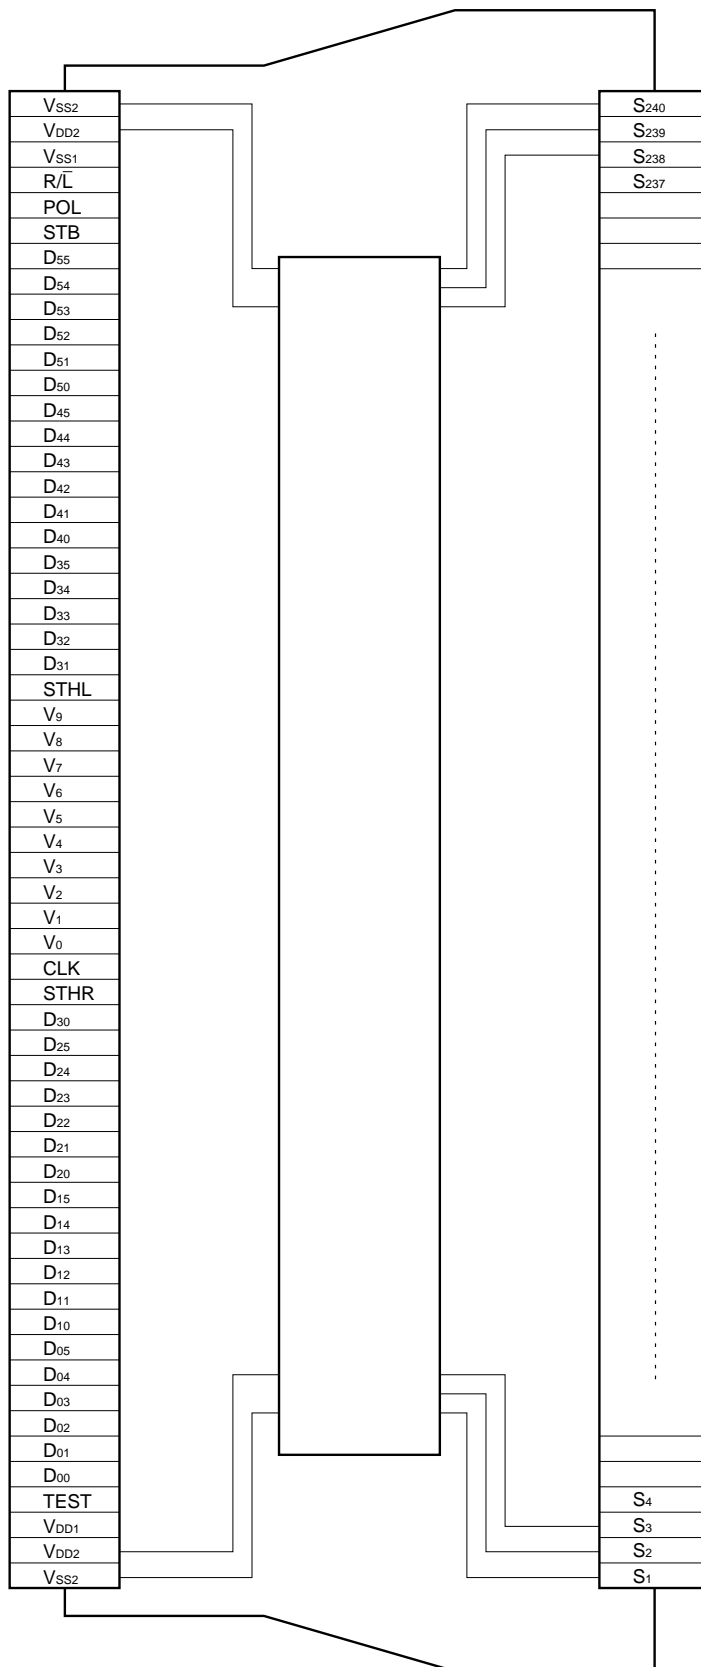 VSS2
VDD2
VSS1
R/L̅
POL
STB
D55
D54
D53
D52
D51
D50
D45
D44
D43
D42
D41
D40
D35
D34
D33
D32
D31
STHL
V9
V8
V7
V6
V5
V4
V3
V2
V1
V0
CLK
STHR
D30
D25
D24
D23
D22
D21
D20
D15
D14
D13
D12
D11
D10
D05
D04
D03
D02
D01
D00
TEST
VDD1
VDD2
VSS2
S240
S239
S238
S237
S4
S3
S2
S1